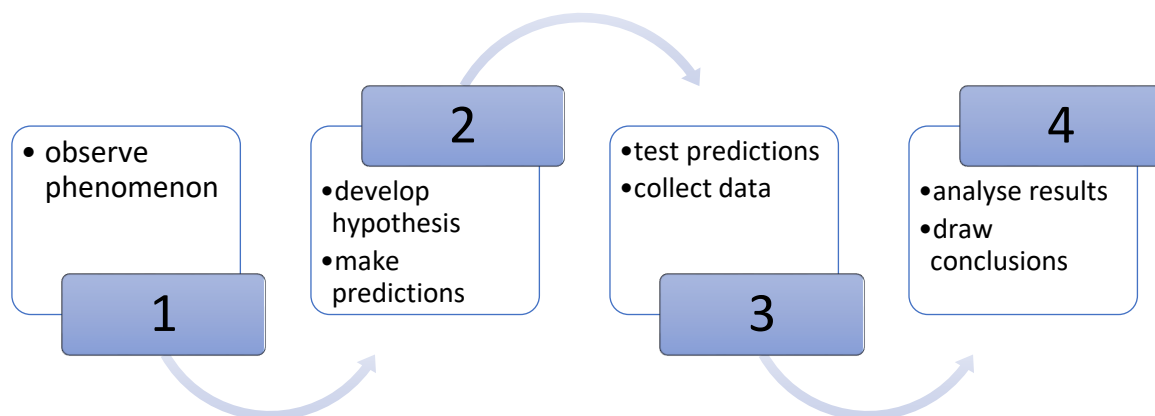 • observe
phenomenon
1
2
•develop
hypothesis
•make
predictions
•test predictions
•collect data
3
4
•analyse results
•draw
conclusions